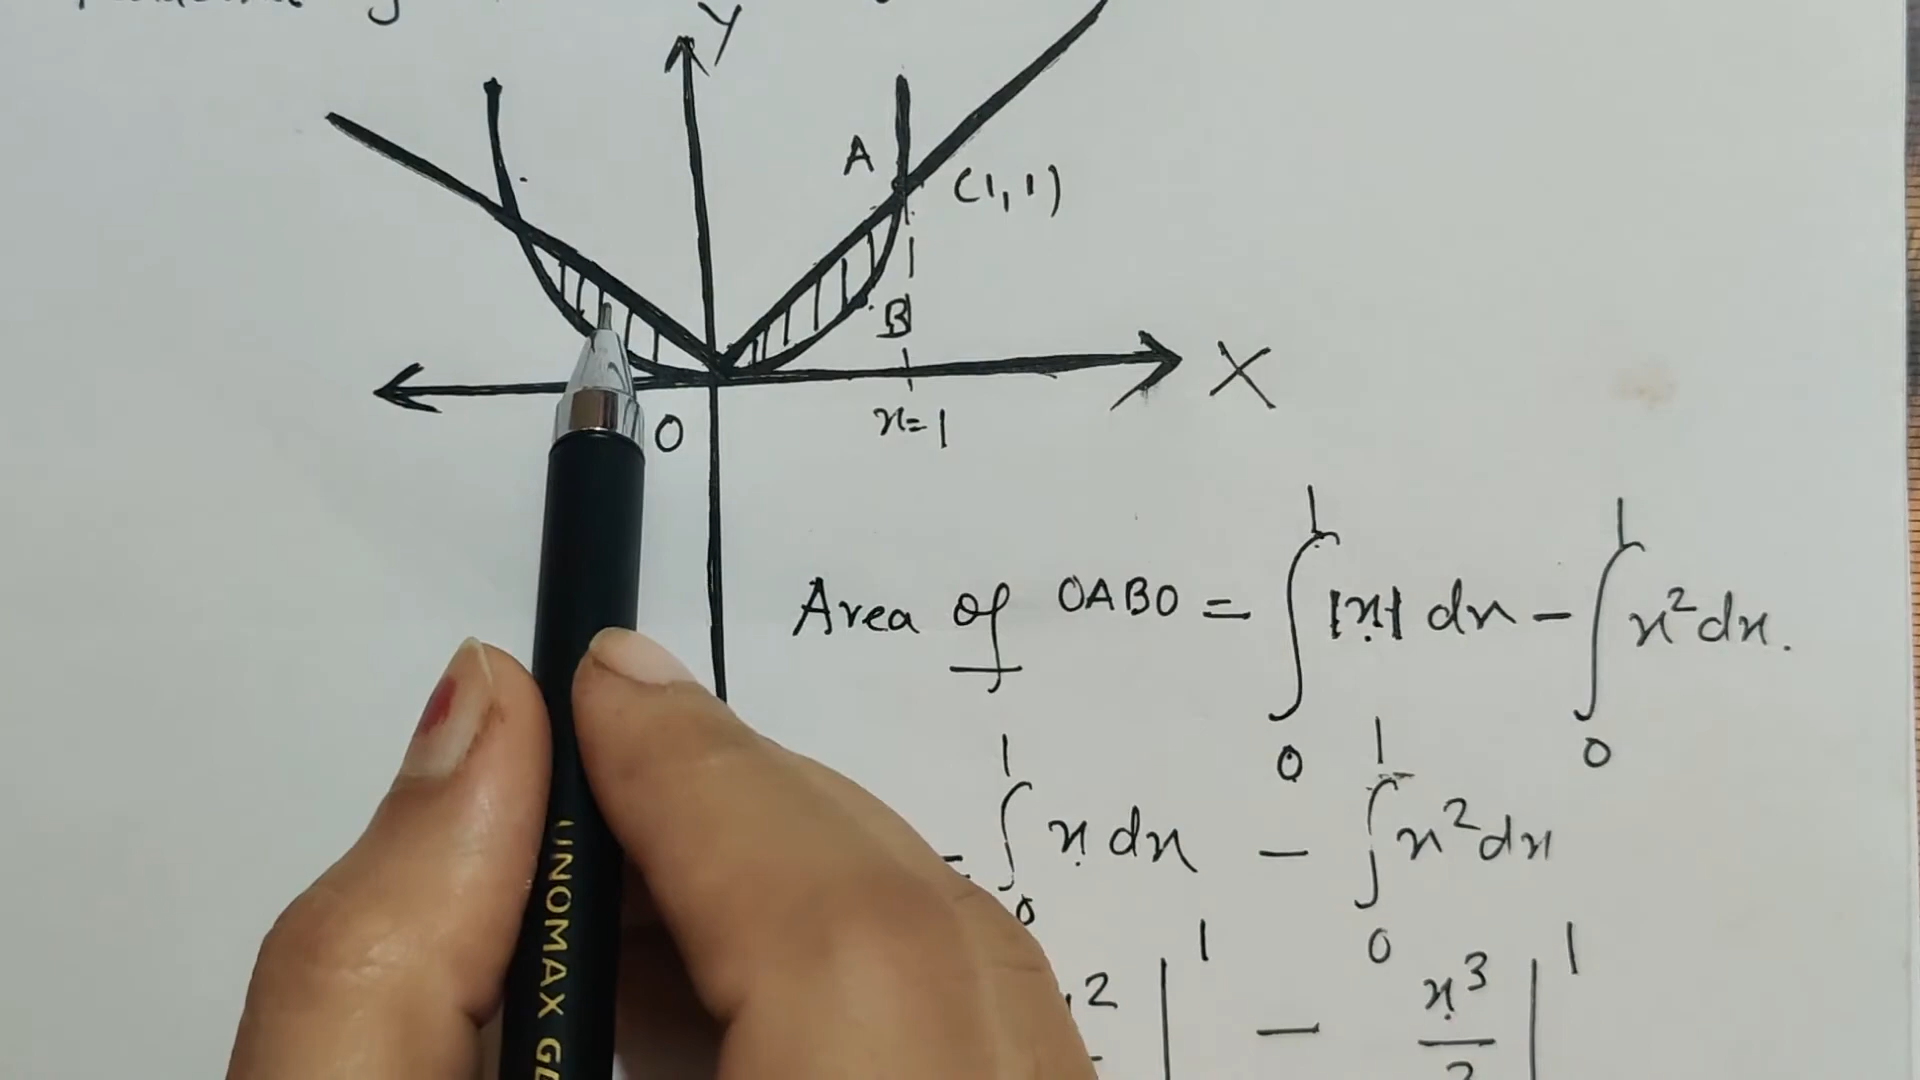 Y
A
(1, 1)
B
X
O
x=1
Area of OABO = ∫₀¹ |x| dx - ∫₀¹ x² dx.
= ∫₀¹ x dx - ∫₀¹ x² dx
2 |¹ - x³ |¹
UNOMAX